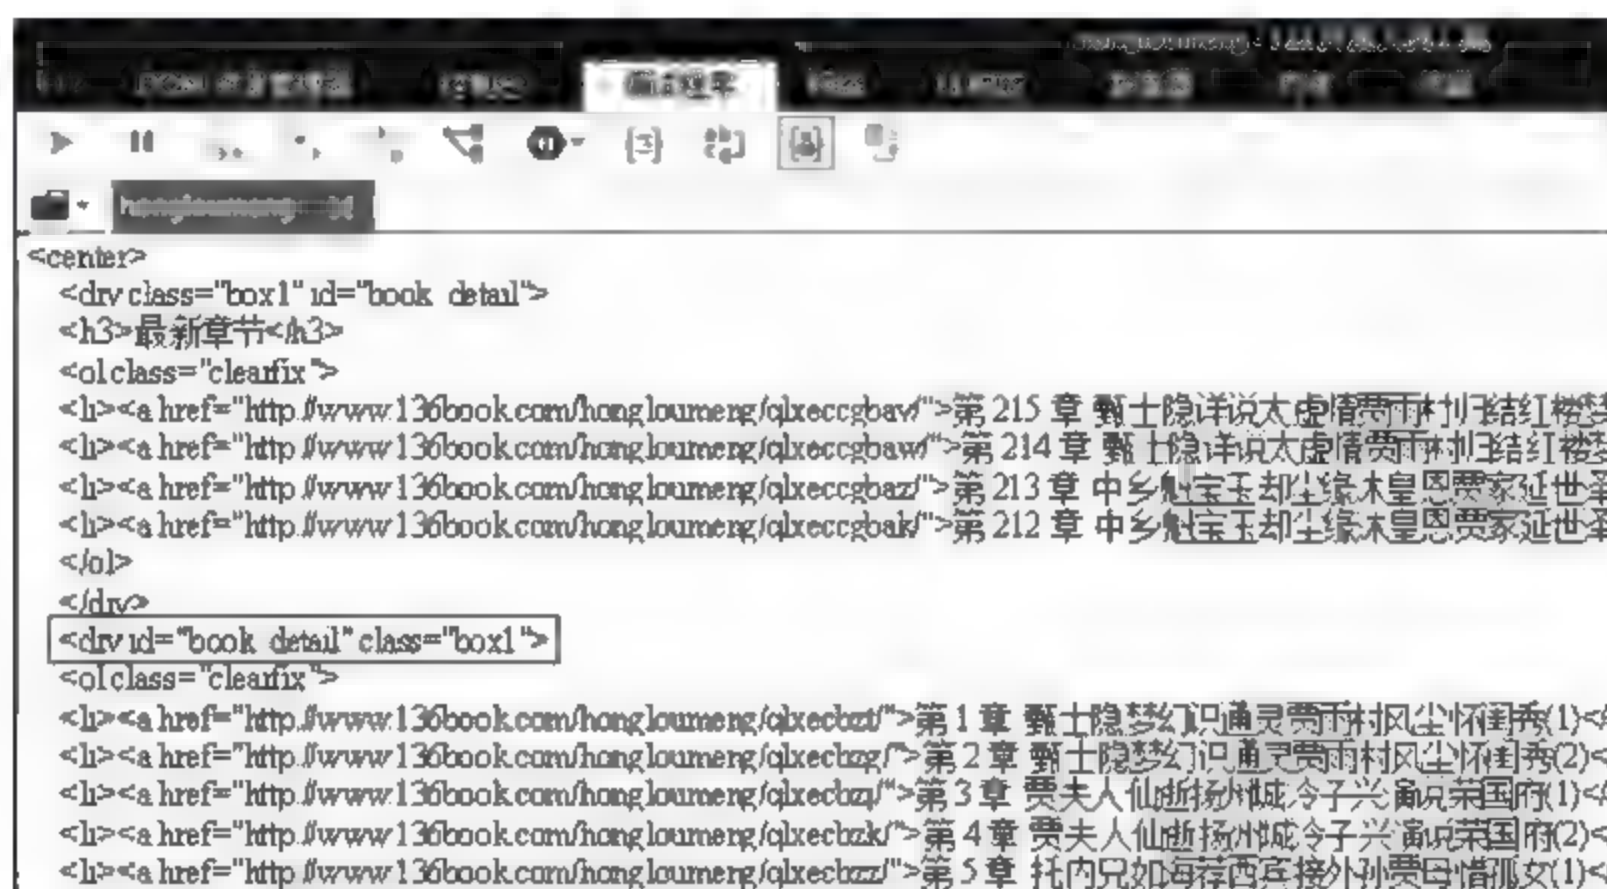 <center>
<div class="box1" id="book_detail">
<h3>最新章节</h3>
<ol class="clearfix">
<li><a href="http://www.136book.com/hongloumeng/qlxeccgbav/">第 215 章 甄士隐详说太虚情贾雨村归结红楼梦
<li><a href="http://www.136book.com/hongloumeng/qlxeccgbaw/">第 214 章 甄士隐详说太虚情贾雨村归结红楼梦
<li><a href="http://www.136book.com/hongloumeng/qlxeccgbaz/">第 213 章 中乡魁宝玉却尘缘沐皇恩贾家延世泽
<li><a href="http://www.136book.com/hongloumeng/qlxeccgbak/">第 212 章 中乡魁宝玉却尘缘沐皇恩贾家延世泽
</ol>
</div>
<div id="book_detail" class="box1">
<ol class="clearfix">
<li><a href="http://www.136book.com/hongloumeng/qlxecbzt/">第 1 章 甄士隐梦幻识通灵贾雨村风尘怀闺秀(1)</
<li><a href="http://www.136book.com/hongloumeng/qlxecbzg/">第 2 章 甄士隐梦幻识通灵贾雨村风尘怀闺秀(2)<
<li><a href="http://www.136book.com/hongloumeng/qlxecbzq/">第 3 章 贾夫人仙逝扬州城冷子兴演说荣国府(1)</
<li><a href="http://www.136book.com/hongloumeng/qlxecbzk/">第 4 章 贾夫人仙逝扬州城冷子兴演说荣国府(2)<
<li><a href="http://www.136book.com/hongloumeng/qlxecbzz/">第 5 章 托内兄如海荐西宾接外孙贾母惜孤女(1)<